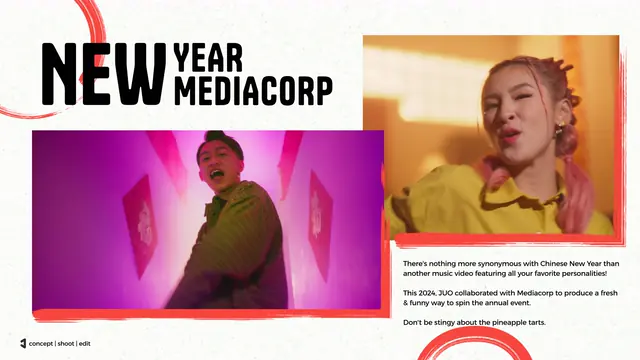 NEW YEAR
MEDIACORP
There's nothing more synonymous with Chinese New Year than
another music video featuring all your favorite personalities!
This 2024, JUO collaborated with Mediacorp to produce a fresh
& funny way to spin the annual event.
Don't be stingy about the pineapple tarts.
concept | shoot | edit